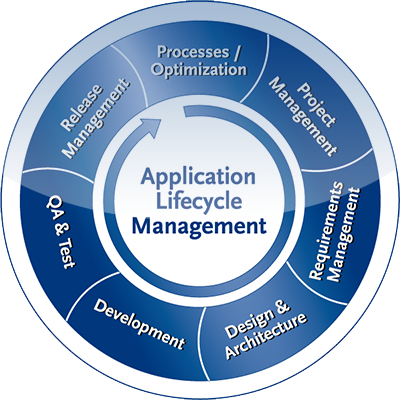 Processes /
Optimization
Project
Management
Requirements
Management
Design &
Architecture
Development
QA & Test
Release
Management
Application
Lifecycle
Management